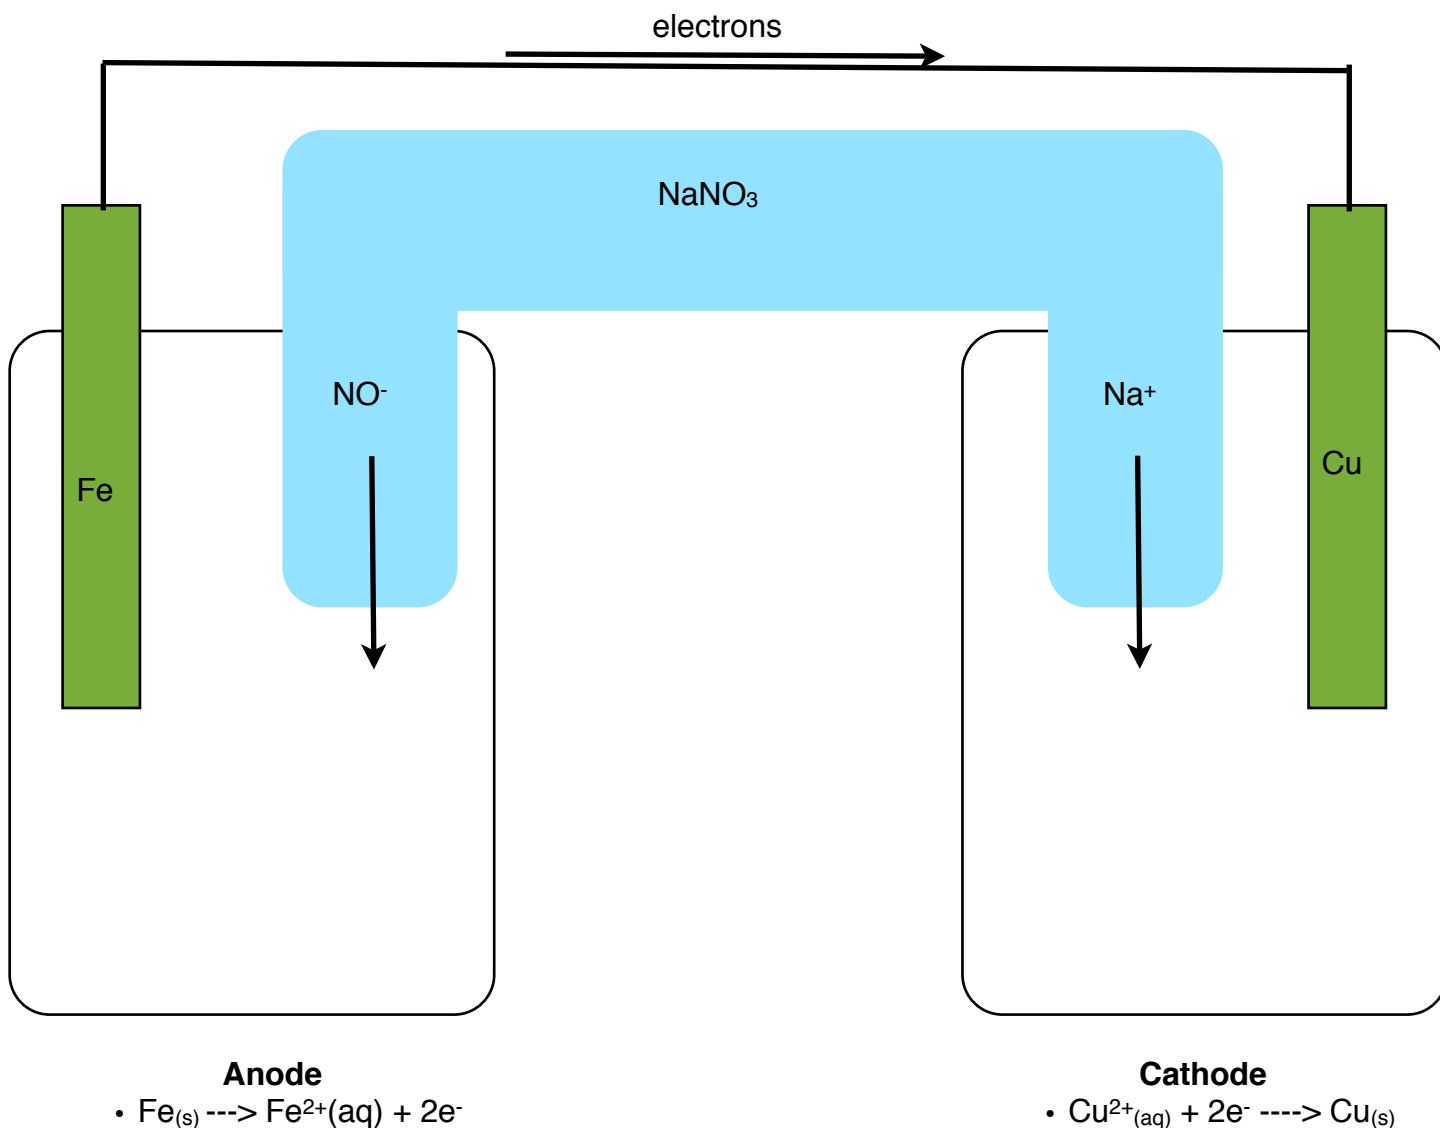 electrons
NaNO₃
NO⁻
Na⁺
Fe
Cu
Anode
• Fe₍s₎ ---> Fe²⁺(aq) + 2e⁻
Cathode
• Cu²⁺₍aq₎ + 2e⁻ ----> Cu₍s₎